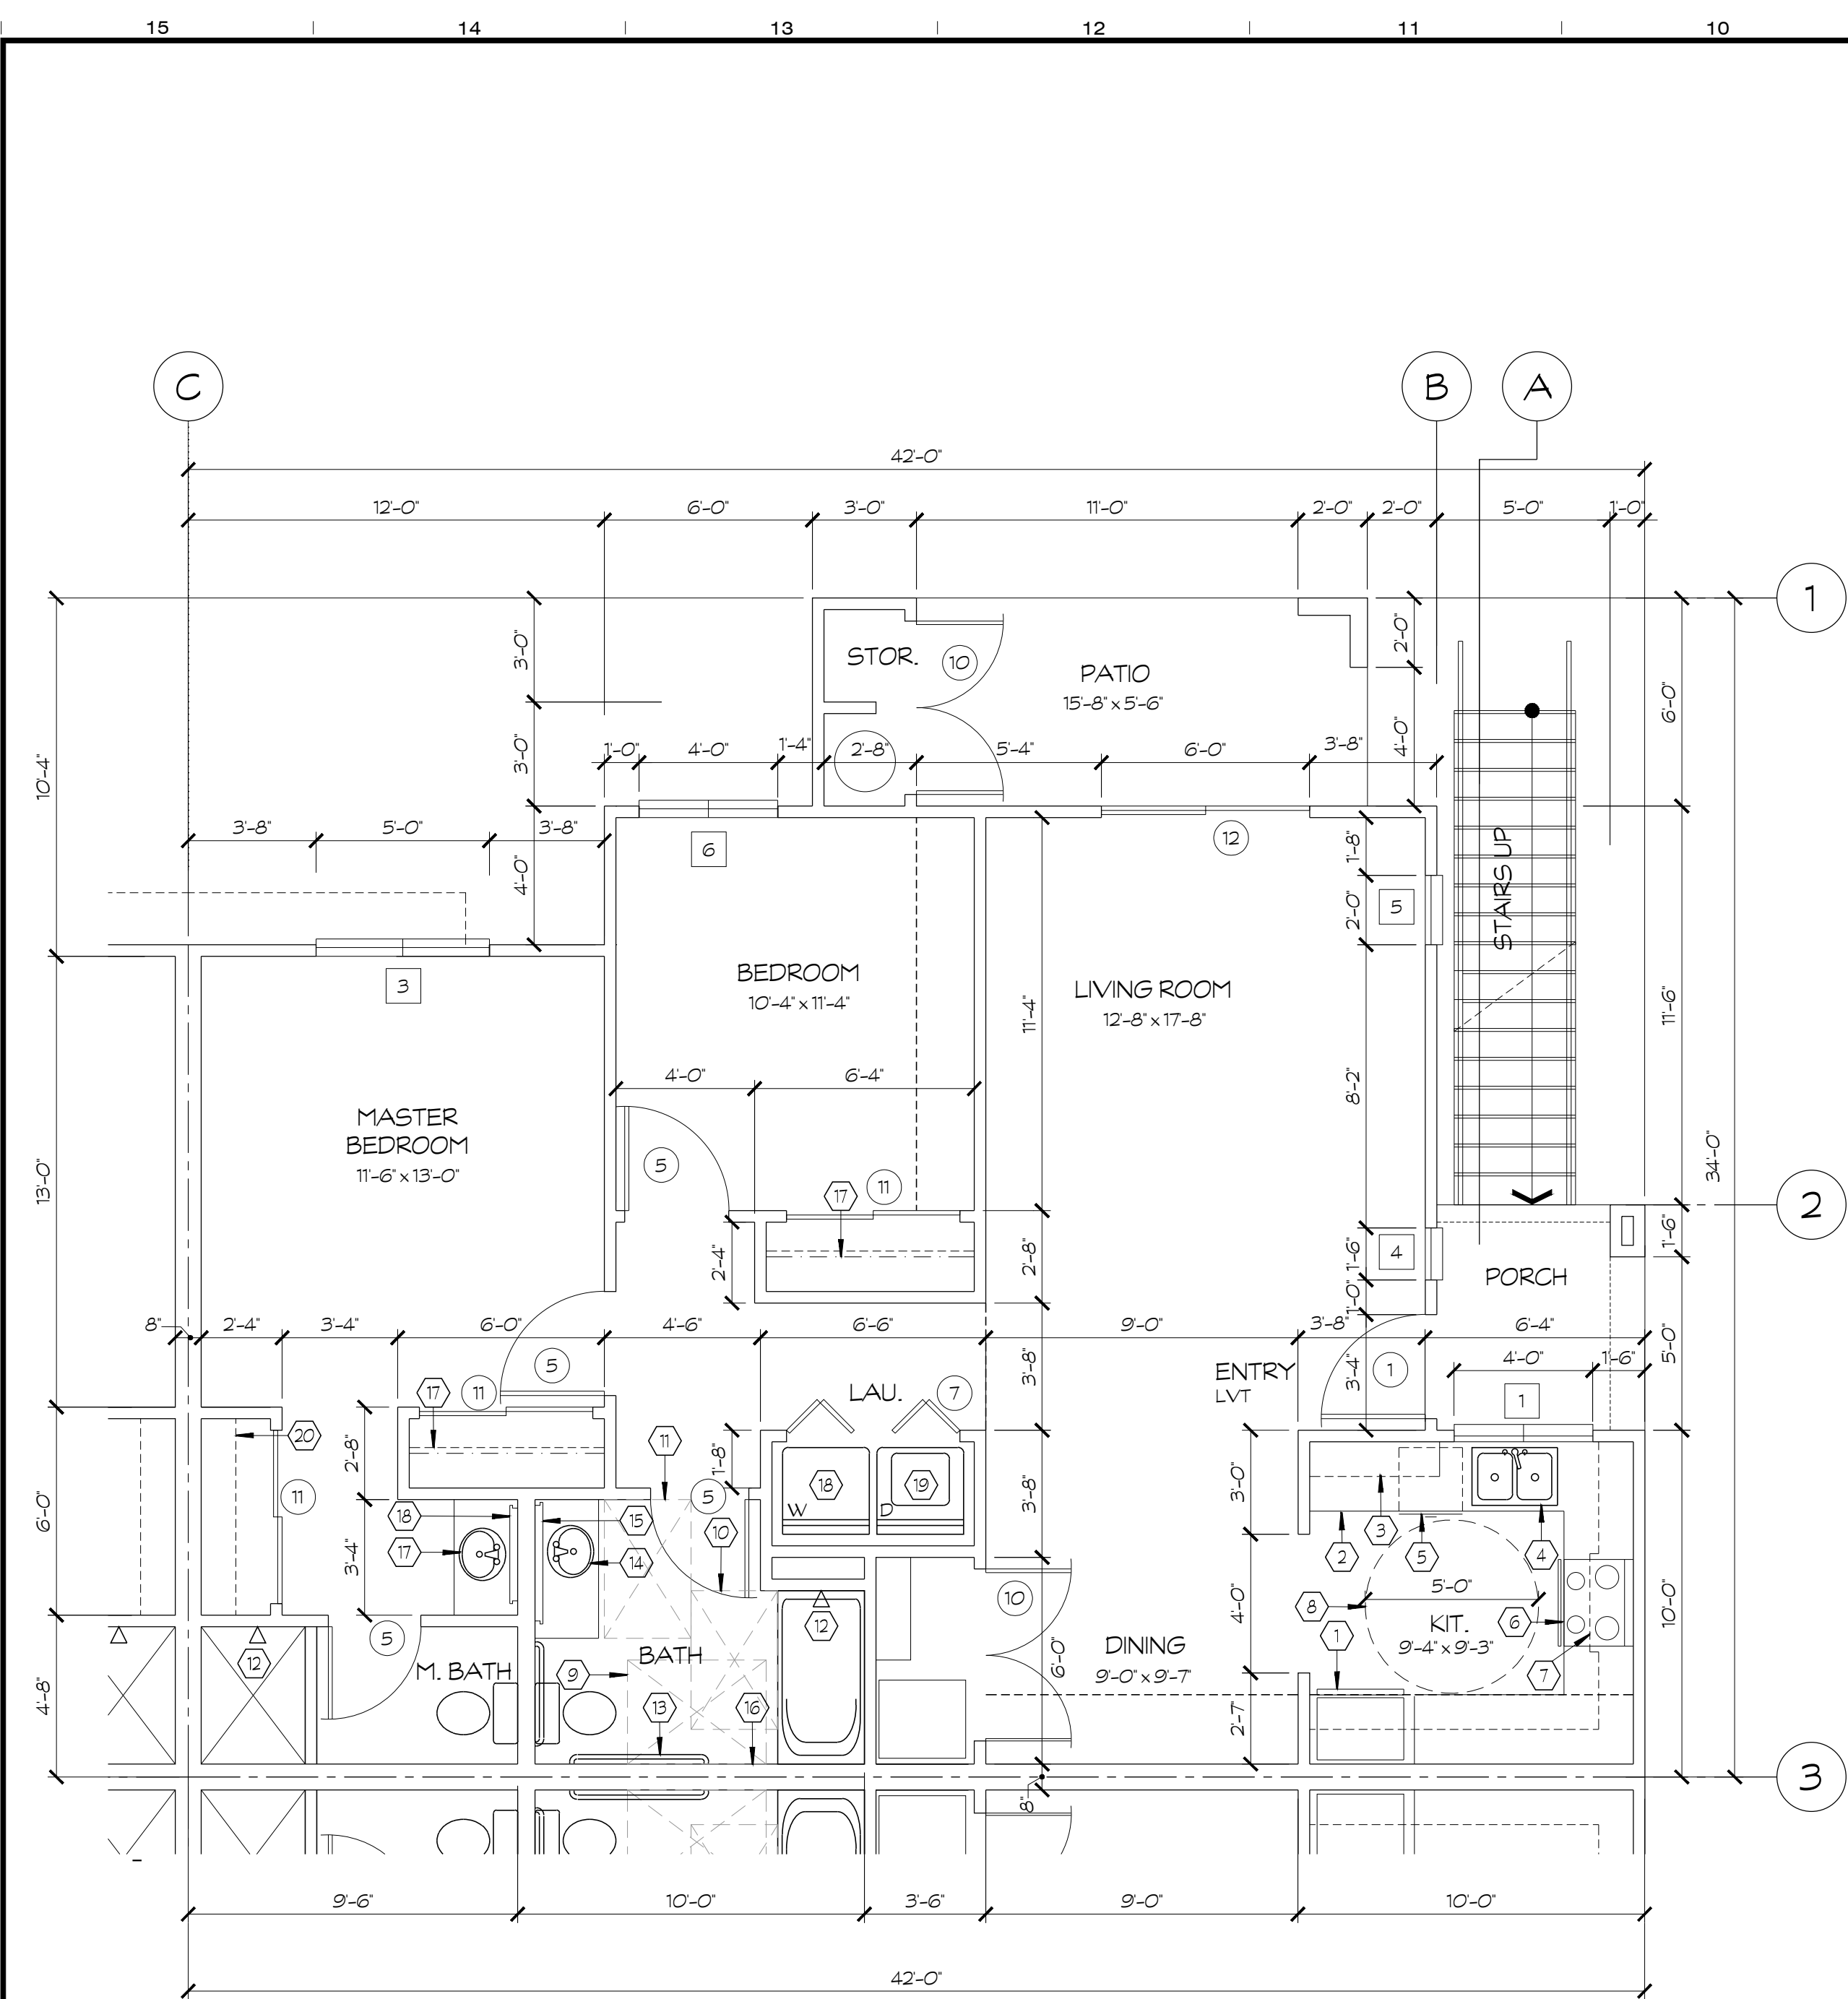 15 14 13 12 11 10
C B A
42'-0"
12'-0" 6'-0" 3'-0" 11'-0" 2'-0" 2'-0" 5'-0" 1'-0"
1
3'-0"
STOR.
10
PATIO
15'-8" x 5'-6"
2'-0"
6'-0"
10'-4"
3'-0"
1'-0" 4'-0" 1'-4" 2'-8" 5'-4" 6'-0" 3'-8"
4'-0"
3'-8" 5'-0" 3'-8"
4'-0"
6
12
1'-8"
STAIRS UP
3
5
2'-0"
BEDROOM
10'-4" x 11'-4"
LIVING ROOM
12'-8" x 17'-8"
11'-4"
11'-6"
4'-0" 6'-4"
8'-2"
MASTER
BEDROOM
11'-6" x 13'-0"
13'-0"
34'-0"
5
17
11
2
2'-4"
2'-8"
1'-6"
4
1'-6"
PORCH
1'-0"
8" 2'-4" 3'-4" 6'-0" 4'-6" 6'-6" 9'-0" 3'-8" 6'-4"
5'-0"
3'-8"
3'-4"
4'-0" 1'-6"
5
ENTRY
LVT
1
17
11
LAU.
7
1
20
11
2'-8"
1'-8"
3'-0"
11
5
18
19
W
D
3'-8"
6'-0"
18
15
10
3
17
14
2
5
4
3'-4"
5'-0"
10
4'-0"
8
10'-0"
5
12
KIT.
9'-4" x 9'-3"
6
1
12
M. BATH
BATH
9
6'-0"
DINING
9'-0" x 9'-7"
7
4'-8"
13
16
2'-7"
3
8"
9'-6" 10'-0" 3'-6" 9'-0" 10'-0"
42'-0"